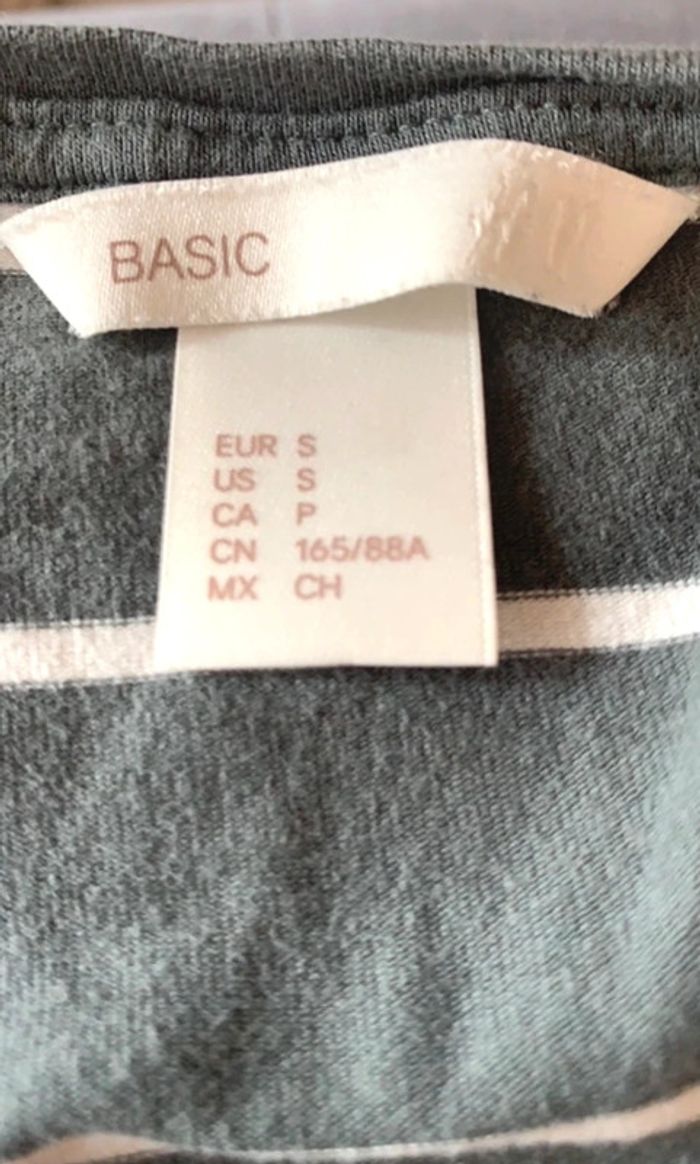 BASIC
EUR S
US S
CA P
CN 165/88A
MX CH